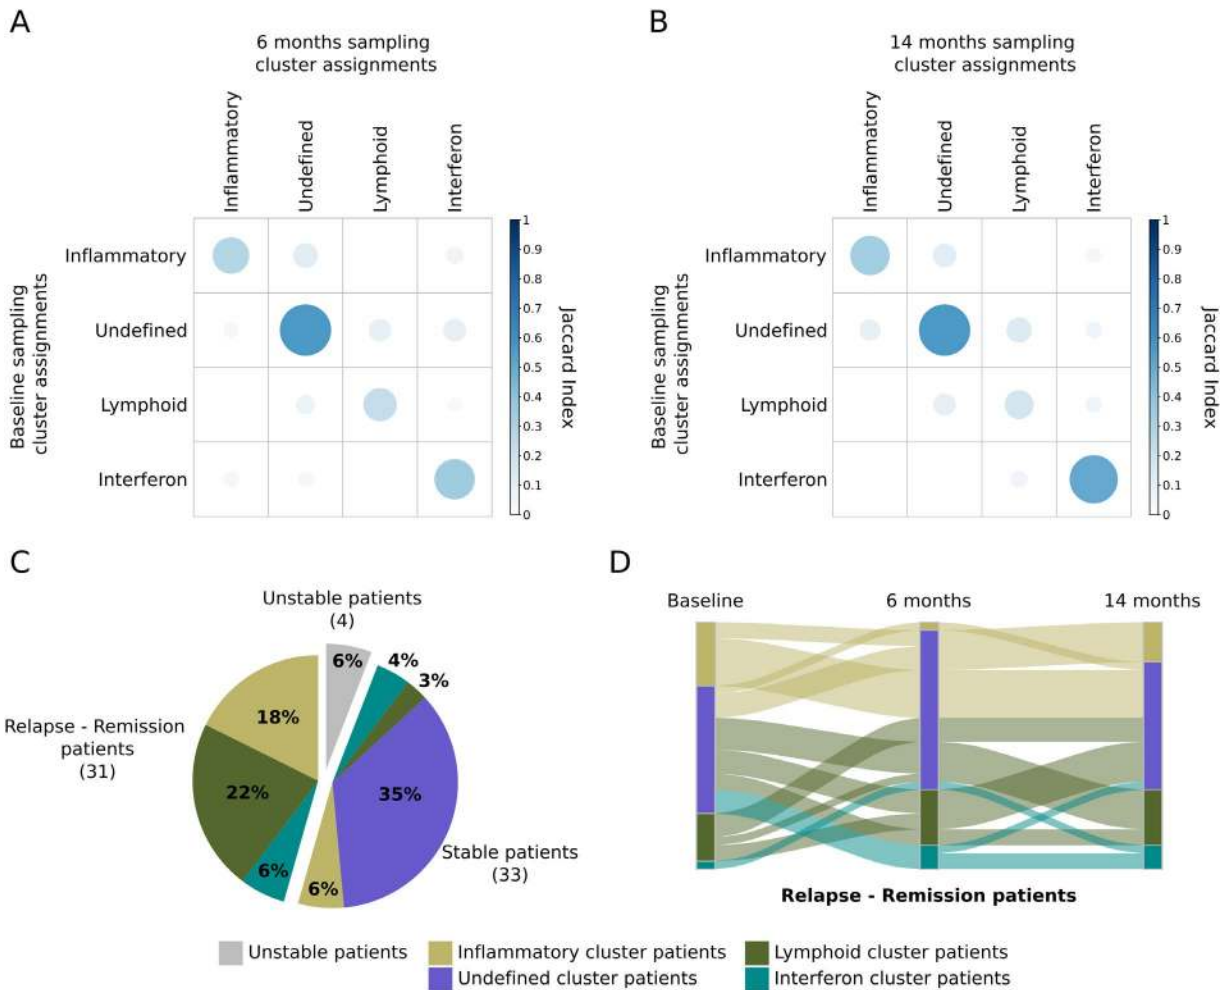 A
6 months sampling
cluster assignments
Inflammatory
Undefined
Lymphoid
Interferon
Baseline sampling
cluster assignments
Inflammatory
Undefined
Lymphoid
Interferon
1
0.9
0.8
0.7
0.6
0.5
0.4
0.3
0.2
0.1
0
Jaccard Index
B
14 months sampling
cluster assignments
Inflammatory
Undefined
Lymphoid
Interferon
Baseline sampling
cluster assignments
Inflammatory
Undefined
Lymphoid
Interferon
1
0.9
0.8
0.7
0.6
0.5
0.4
0.3
0.2
0.1
0
Jaccard Index
C
Unstable patients
(4)
6%
4%
3%
18%
Relapse - Remission
patients
(31)
22%
35%
Stable patients
(33)
6%
6%
D
Baseline
6 months
14 months
Relapse - Remission patients
Unstable patients
Inflammatory cluster patients
Lymphoid cluster patients
Undefined cluster patients
Interferon cluster patients